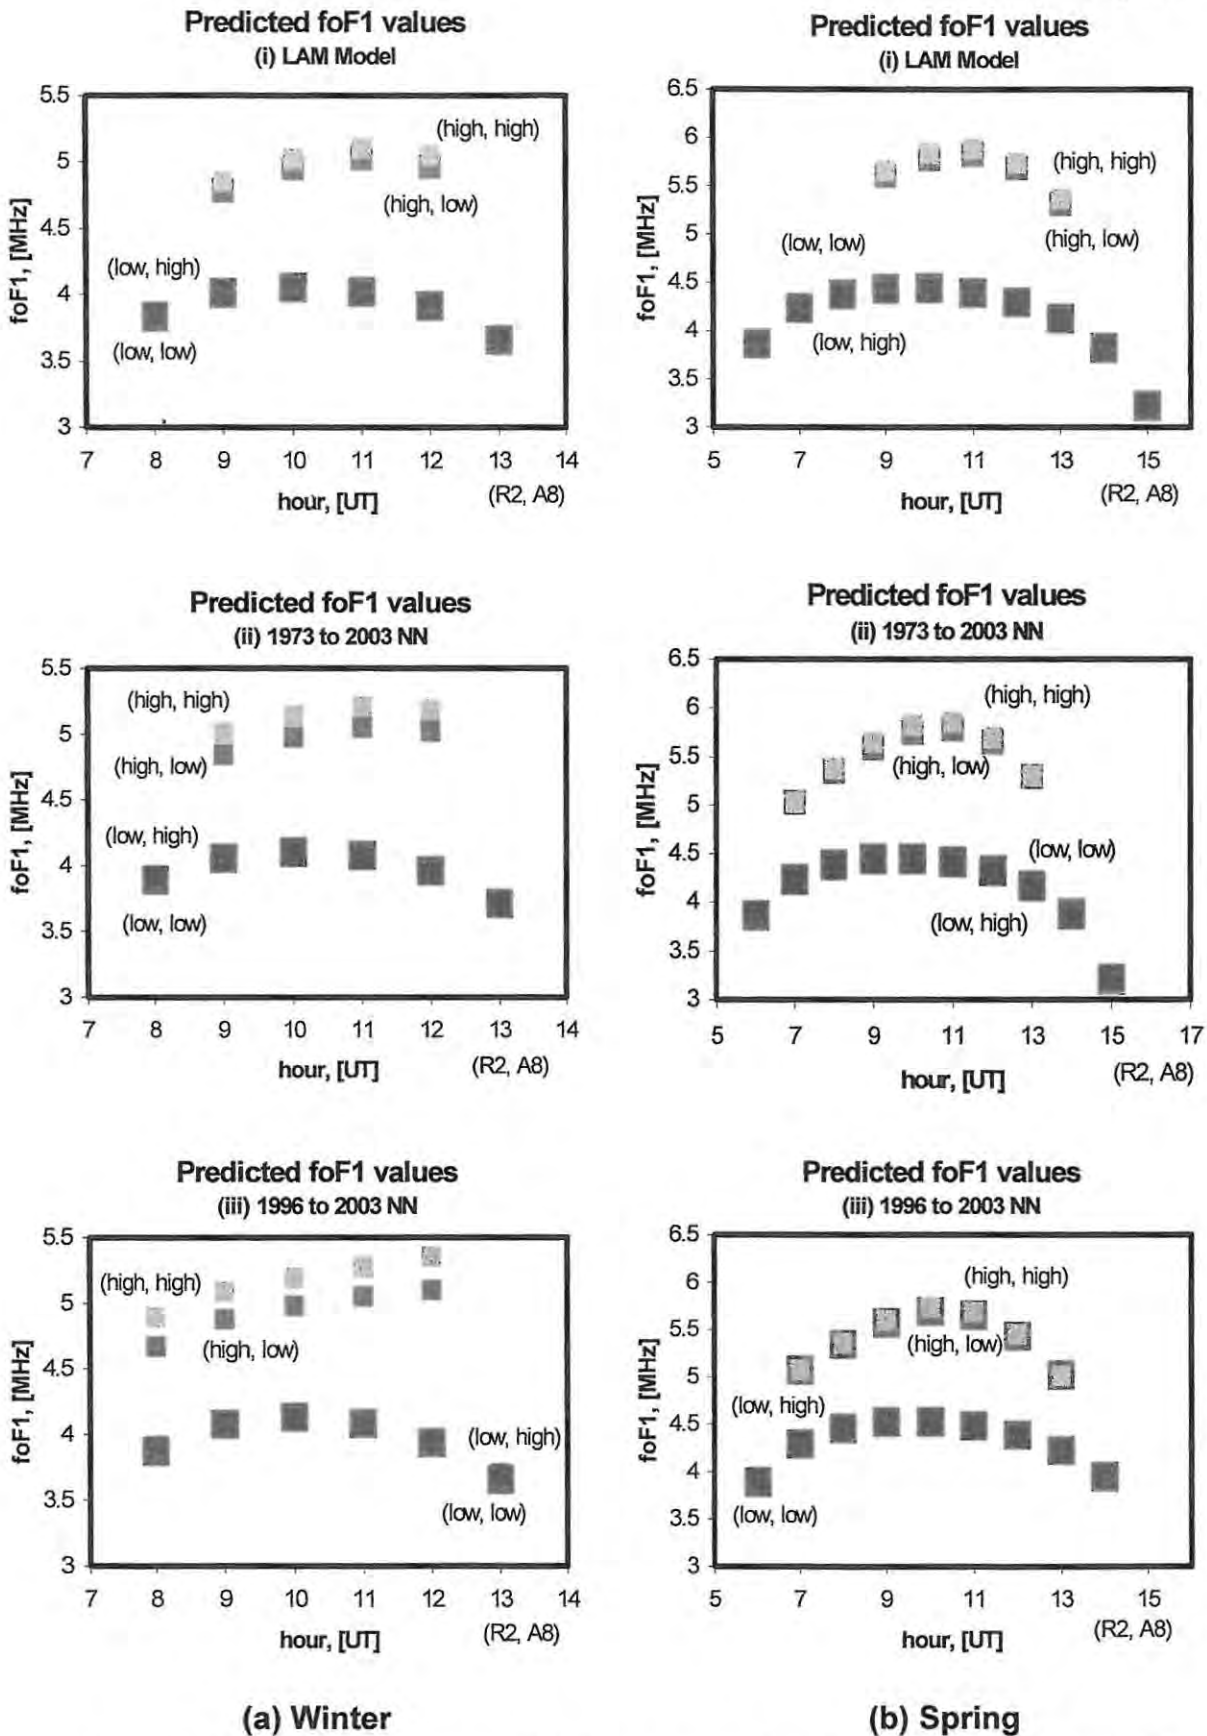 Predicted foF1 values
(i) LAM Model
5.5
5
4.5
4
3.5
3
foF1, [MHz]
(high, high)
(high, low)
(low, high)
(low, low)
7 8 9 10 11 12 13 14
hour, [UT]
(R2, A8)
Predicted foF1 values
(i) LAM Model
6.5
6
5.5
5
4.5
4
3.5
3
foF1, [MHz]
(high, high)
(high, low)
(low, low)
(low, high)
5 7 9 11 13 15
hour, [UT]
(R2, A8)
Predicted foF1 values
(ii) 1973 to 2003 NN
5.5
5
4.5
4
3.5
3
foF1, [MHz]
(high, high)
(high, low)
(low, high)
(low, low)
7 8 9 10 11 12 13 14
hour, [UT]
(R2, A8)
Predicted foF1 values
(ii) 1973 to 2003 NN
6.5
6
5.5
5
4.5
4
3.5
3
foF1, [MHz]
(high, high)
(high, low)
(low, low)
(low, high)
5 7 9 11 13 15 17
hour, [UT]
(R2, A8)
Predicted foF1 values
(iii) 1996 to 2003 NN
5.5
5
4.5
4
3.5
3
foF1, [MHz]
(high, high)
(high, low)
(low, high)
(low, low)
7 8 9 10 11 12 13 14
hour, [UT]
(R2, A8)
Predicted foF1 values
(iii) 1996 to 2003 NN
6.5
6
5.5
5
4.5
4
3.5
3
foF1, [MHz]
(high, high)
(high, low)
(low, high)
(low, low)
5 7 9 11 13 15
hour, [UT]
(R2, A8)
(a) Winter
(b) Spring